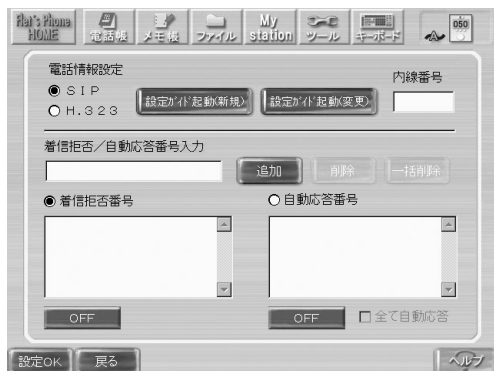 Flet's Phone HOME 電話帳 メモ帳 ファイル My station ツール キーボード 050
電話情報設定
内線番号
SIP
H.323
設定ガイド起動(新規) 設定ガイド起動(変更)
着信拒否／自動応答番号入力
追加 削除 一括削除
着信拒否番号 自動応答番号
OFF OFF 全て自動応答
設定OK 戻る ヘルプ